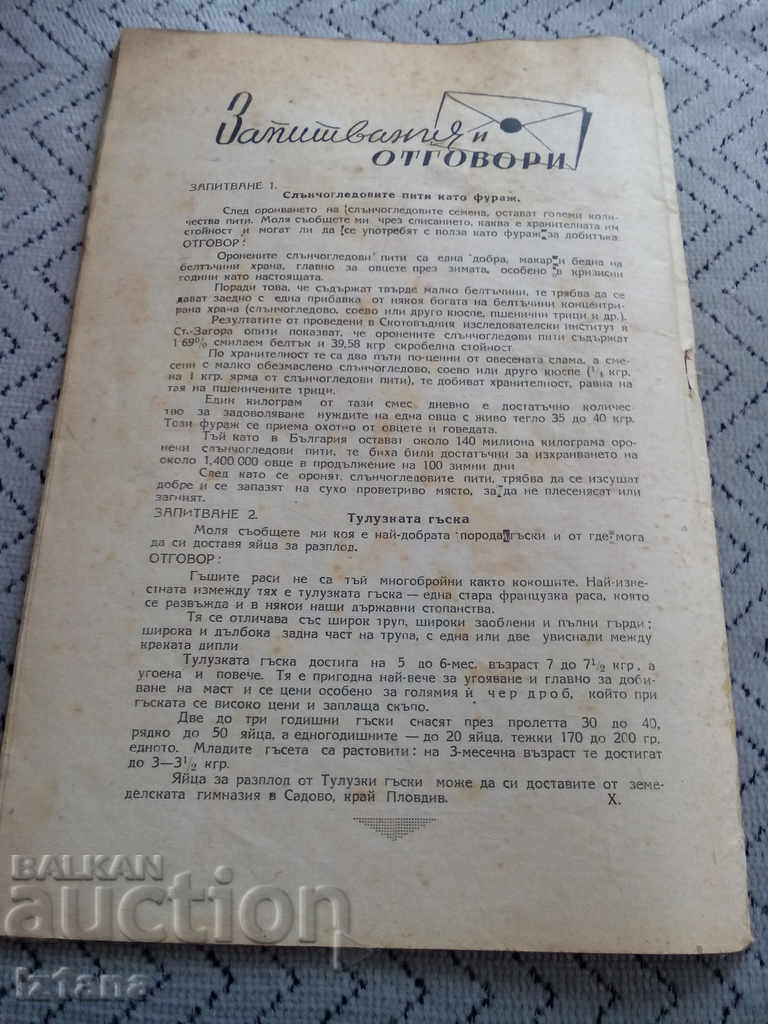 Запитвания и
ОТГОВОРИ
ЗАПИТВАНЕ 1.
Слънчогледовите пити като фураж.
След оронването на слънчогледовите семена, остават големи коли-
чества пити. Моля съобщете ми чрез списанието, каква е хранителната им
стойност и могат ли да се употребят с полза като фураж за добитъка.
ОТГОВОР:
Оронените слънчогледови пити са една добра, макар и бедна на
белтъчини храна, главно за овцете през зимата, особено в кризисни
години като настоящата.
Поради това, че съдържат твърде малко белтъчини, те трябва да се
дават заедно с една прибавка от някоя богата на белтъчини концентри-
рана храна (слънчогледово, соево или друго кюспе, пшенични трици и др.).
Резултатите от проведени в Скотовъдния изследователски институт в
Ст.-Загора опити показват, че оронените слънчогледови пити съдържат
1·69% смилаем белтък и 39,58 кгр скробелна стойност
По хранителност те са два пъти по-ценни от овесената слама, а сме-
сени с малко обезмаслено слънчогледово, соево или друго кюспе (¹/₄ кгр.
на 1 кгр. ярма от слънчогледови пити), те добиват хранителност, равна на
тая на пшеничените трици.
Един килограм от тази смес дневно е достатъчно количес
тво за задоволяване нуждите на една овца с живо тегло 35 до 40 кгр.
Този фураж се приема охотно от овцете и говедата.
Тъй като в България остават около 140 милиона килограма оро-
нени слънчогледови пити, те биха били достатъчни за изхранването на
около 1,400.000 овце в продължение на 100 зимни дни
След като се оронят, слънчогледовите пити, трябва да се изсушат
добре и се запазят на сухо проветриво място, за да не плесенясат или
загният.
ЗАПИТВАНЕ 2.
Тулузката гъска
Моля съобщете ми коя е най-добрата порода гъски и от где мога
да си доставя яйца за разплод.
ОТГОВОР:
Гъшите раси не са тъй многобройни както кокошите. Най-изве-
стната измежду тях е тулузката гъска — една стара французка раса, която
се развъжда и в някои наши държавни стопанства.
Тя се отличава със широк труп, широки заоблени и пълни гърди;
широка и дълбока задна част на трупа, с една или две увиснали между
краката дипли
Тулузката гъска достига на 5 до 6-мес. възраст 7 до 7¹/₂ кгр, а
угоена и повече. Тя е пригодна най-вече за угояване и главно за доби-
ване на маст и се цени особено за голямия ѝ чер дроб, който при
гъската се високо цени и заплаща скъпо.
Две до три годишни гъски снасят през пролетта 30 до 40,
рядко до 50 яйца, а едногодишните — до 20 яйца, тежки 170 до 200 гр,
едното. Младите гъсета са растовити: на 3-месечна възраст те достигат
до 3—3¹/₂ кгр.
Яйца за разплод от Тулузки гъски може да си доставите от земе-
делската гимназия в Садово, край Пловдив. Х.
BALKAN
auction
iz1ana